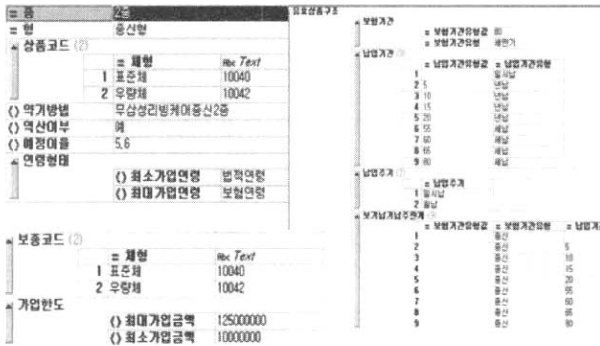 = 종
= 형 종신형
상품코드 (2)
= 체형 Abc Text
1 표준체 10040
2 우량체 10042
() 약기방법 무삼성리빙케어종신2종
() 역산여부 예
() 예정이율 5,6
연령형태
() 최소가입연령 법적연령
() 최대가입연령 보험연령
보종코드 (2)
= 체형 Abc Text
1 표준체 10040
2 우량체 10042
가입한도
() 최대가입금액 125000000
() 최소가입금액 10000000
유효상품구조
보험기간
= 보험기간유형값 80
= 보험기간유형 세만기
납입기간
= 납입기간유형값 = 납입기간유형
1 일시납
2 5 년납
3 10 년납
4 15 년납
5 20 년납
6 55 세납
7 60 세납
8 65 세납
9 80 세납
납입주기
= 납입주기
1 일시납
2 월납
보기납기납주관계
= 보험기간유형값 = 보험기간유형 = 납입기
1 종신
2 종신 5
3 종신 10
4 종신 15
5 종신 20
6 종신 55
7 종신 60
8 종신 65
9 종신 80